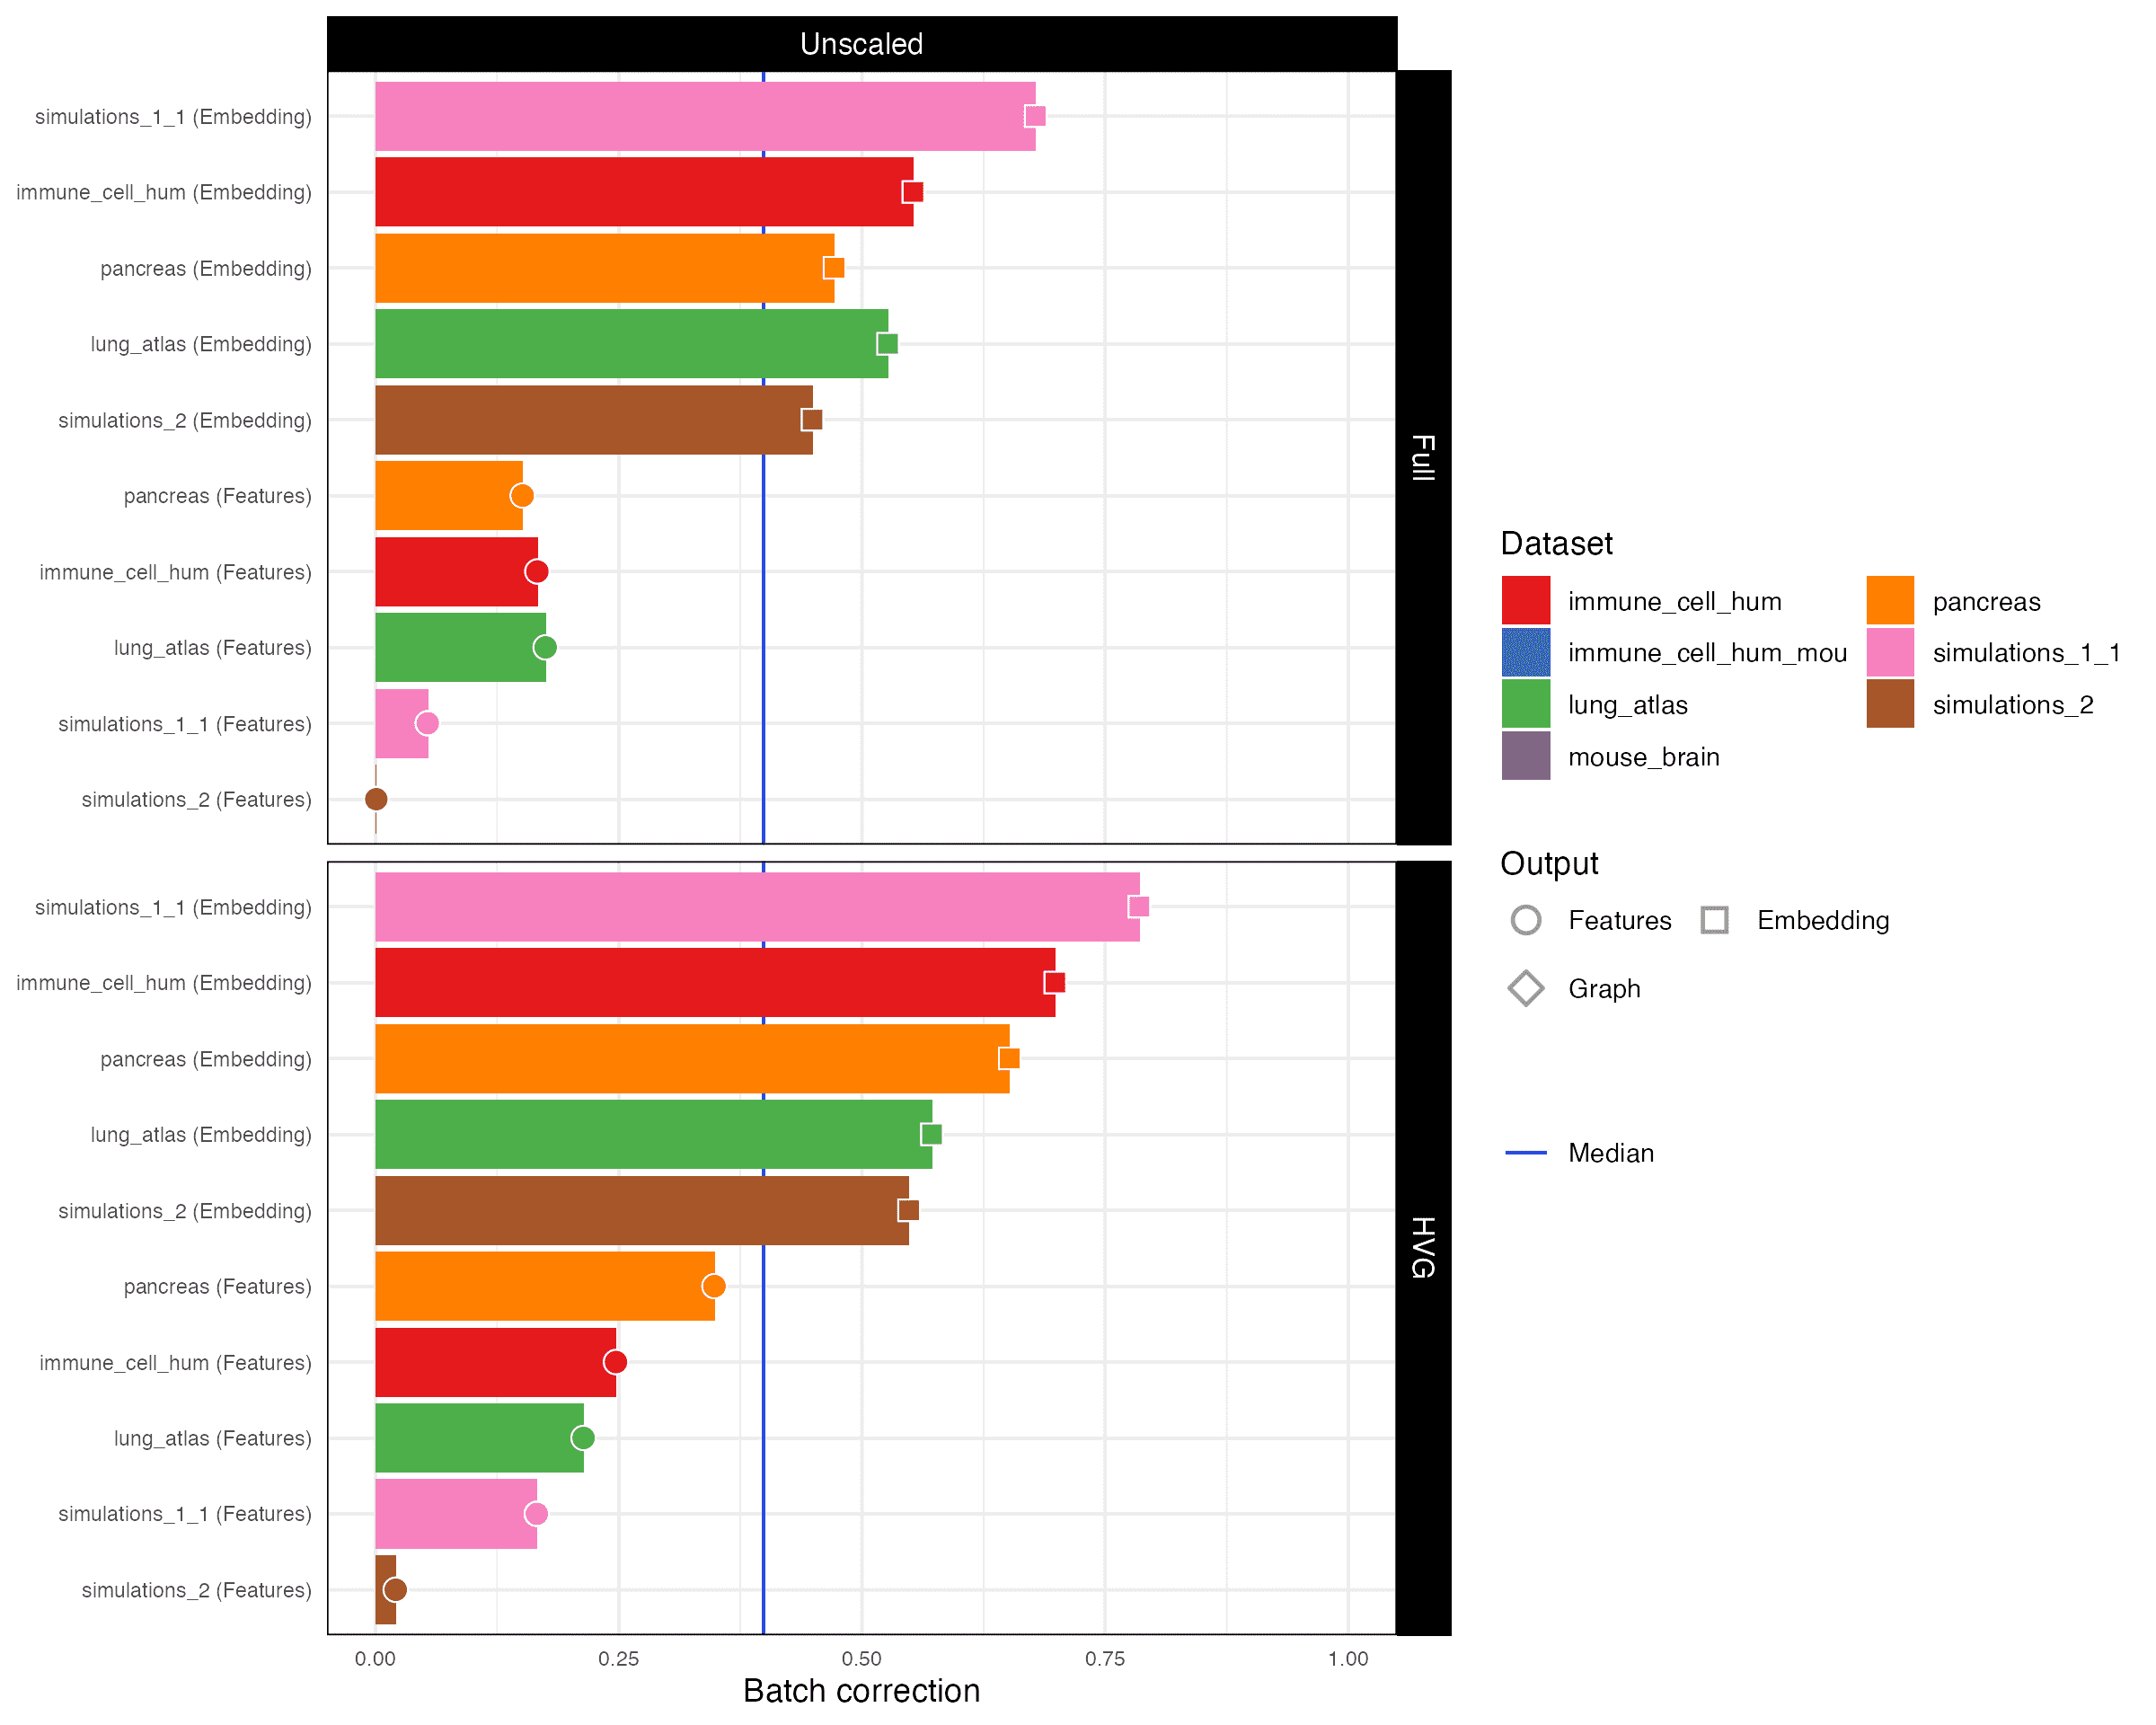 Unscaled
simulations_1_1 (Embedding)
immune_cell_hum (Embedding)
pancreas (Embedding)
lung_atlas (Embedding)
simulations_2 (Embedding)
pancreas (Features)
immune_cell_hum (Features)
lung_atlas (Features)
simulations_1_1 (Features)
simulations_2 (Features)
Full
simulations_1_1 (Embedding)
immune_cell_hum (Embedding)
pancreas (Embedding)
lung_atlas (Embedding)
simulations_2 (Embedding)
pancreas (Features)
immune_cell_hum (Features)
lung_atlas (Features)
simulations_1_1 (Features)
simulations_2 (Features)
HVG
0.00 0.25 0.50 0.75 1.00
Batch correction
Dataset
immune_cell_hum pancreas
immune_cell_hum_mou simulations_1_1
lung_atlas simulations_2
mouse_brain
Output
Features Embedding
Graph
Median